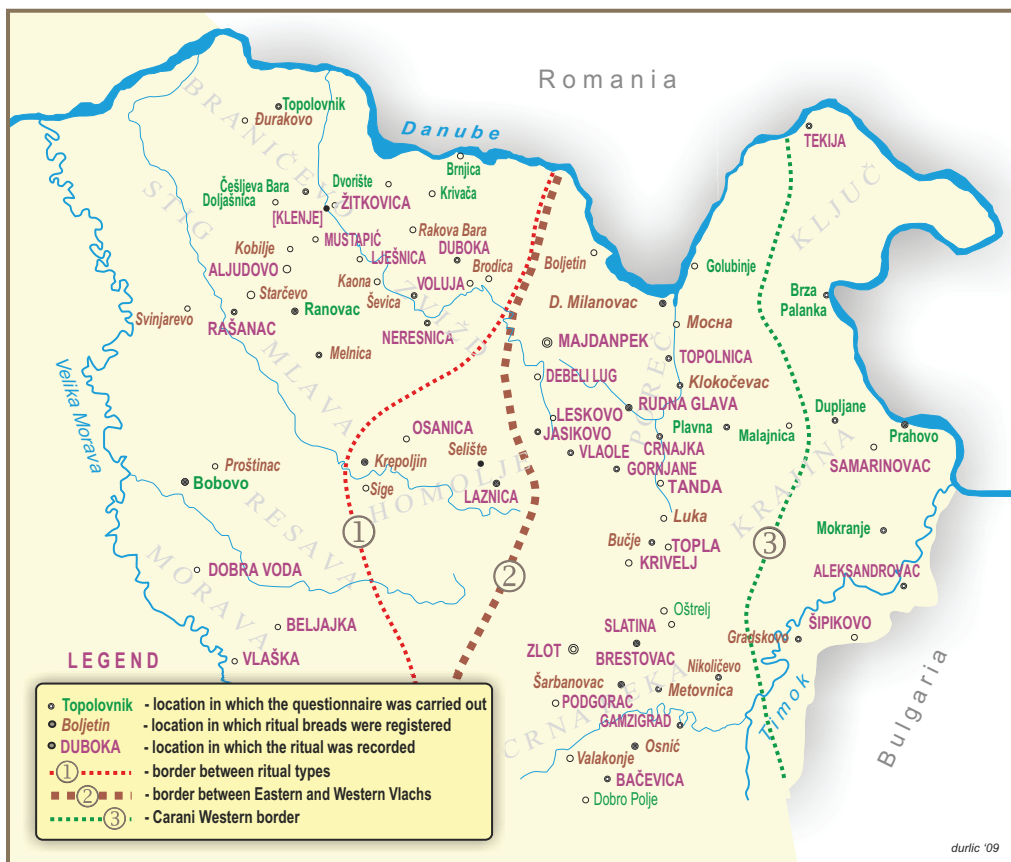 Romania
Danube
BRANIČEVO
Topolovnik
Đurakovo
TEKIJA
Brnjica
STIG
Češljeva Bara
Doljašnica
Dvorište
ŽITKOVICA
Krivača
[KLENJE]
KLJUČ
MUSTAPIĆ
Rakova Bara
Kobilje
LJEŠNICA
DUBOKA
Boljetin
Golubinje
ALJUDOVO
Kaona
VOLUJA
Brodica
Starčevo
Ševica
ZVIŽD
D. Milanovac
Brza
Palanka
Svinjarevo
RAŠANAC
Ranovac
NERESNICA
Мосна
MAJDANPEK
Melnica
MLAVA
TOPOLNICA
POREČ
DEBELI LUG
Klokočevac
Velika Morava
LESKOVO
RUDNA GLAVA
Dupljane
OSANICA
JASIKOVO
Plavna
CRNAJKA
Malajnica
Prahovo
Selište
VLAOLE
SAMARINOVAC
Proštinac
Krepoljin
GORNJANE
KRAJINA
Bobovo
Sige
HOMOLJE
LAZNICA
TANDA
RESAVA
Luka
Mokranje
1
2
3
Bučje
TOPLA
MORAVA
DOBRA VODA
KRIVELJ
ALEKSANDROVAC
Oštrelj
BELJAJKA
SLATINA
Gradskovo
ŠIPIKOVO
LEGEND
VLAŠKA
ZLOT
BRESTOVAC
Nikoličevo
Šarbanovac
Metovnica
PODGORAC
CRNA REKA
GAMZIGRAD
Timok
Bulgaria
Osnić
Valakonje
BAČEVICA
Dobro Polje
Topolovnik - location in which the questionnaire was carried out
Boljetin - location in which ritual breads were registered
DUBOKA - location in which the ritual was recorded
1 - border between ritual types
2 - border between Eastern and Western Vlachs
3 - Carani Western border
durlic '09